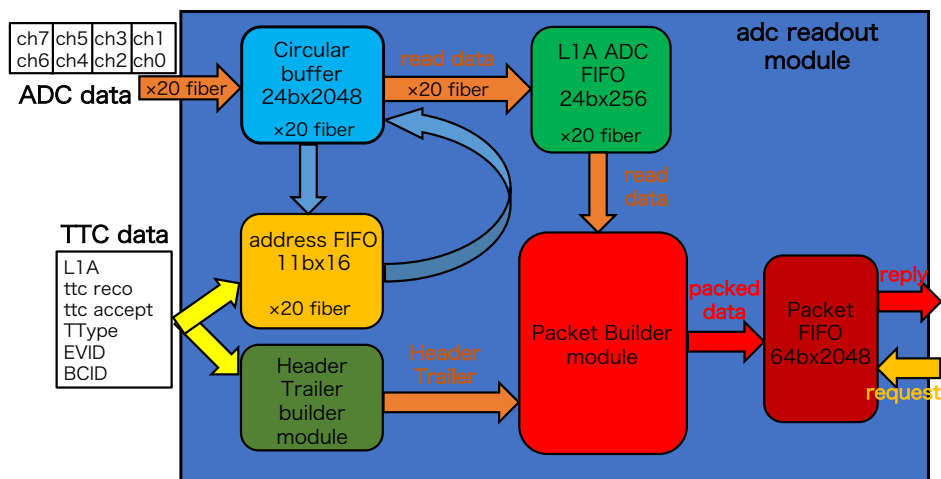 ch7 ch5 ch3 ch1
ch6 ch4 ch2 ch0
ADC data
×20 fiber
Circular
buffer
24bx2048
×20 fiber
read data
×20 fiber
L1A ADC
FIFO
24bx256
×20 fiber
adc readout
module
read
data
TTC data
L1A
ttc reco
ttc accept
TType
EVID
BCID
address FIFO
11bx16
×20 fiber
Header
Trailer
builder
module
Header
Trailer
Packet Builder
module
packed
data
Packet
FIFO
64bx2048
reply
request